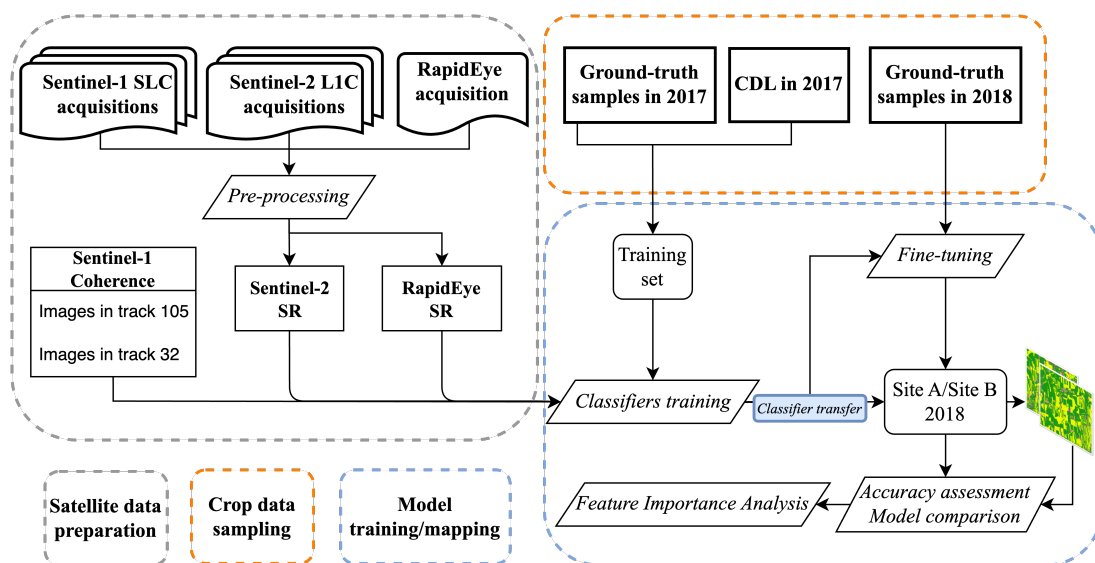 Sentinel-1 SLC
acquisitions
Sentinel-2 L1C
acquisitions
RapidEye
acquisition
Ground-truth
samples in 2017
CDL in 2017
Ground-truth
samples in 2018
Pre-processing
Sentinel-1
Coherence
Images in track 105
Images in track 32
Sentinel-2
SR
RapidEye
SR
Training
set
Fine-tuning
Classifiers training
Classifier transfer
Site A/Site B
2018
Feature Importance Analysis
Accuracy assessment
Model comparison
Satellite data
preparation
Crop data
sampling
Model
training/mapping